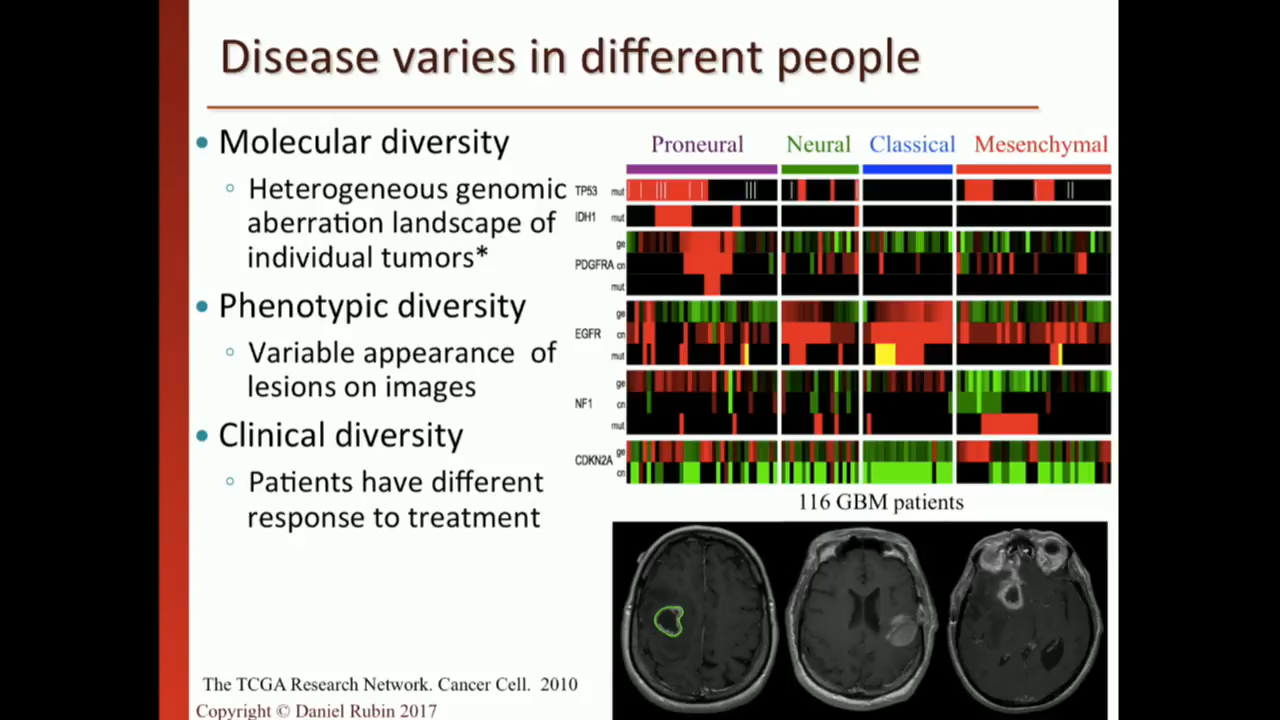 Disease varies in different people
• Molecular diversity
◦ Heterogeneous genomic
aberration landscape of
individual tumors*
• Phenotypic diversity
◦ Variable appearance of
lesions on images
• Clinical diversity
◦ Patients have different
response to treatment
Proneural Neural Classical Mesenchymal
TP53 mut
IDH1 mut
ge
PDGFRA cn
mut
ge
EGFR cn
mut
ge
NF1 cn
mut
CDKN2A ge
cn
116 GBM patients
The TCGA Research Network. Cancer Cell. 2010
Copyright © Daniel Rubin 2017